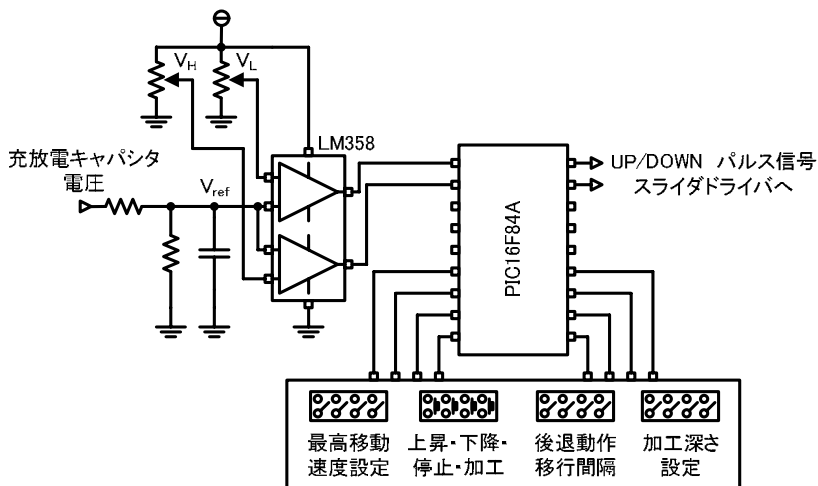 V_H
V_L
LM358
充放電キャパシタ
電圧
V_ref
PIC16F84A
UP/DOWN パルス信号
スライダドライバへ
最高移動
速度設定
上昇・下降・
停止・加工
後退動作
移行間隔
加工深さ
設定